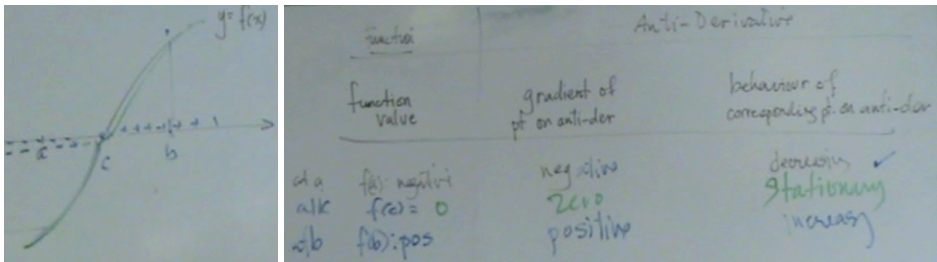 y=f(x)
a
c
b
Function
Anti-Derivative
function
value
gradient of
pt on anti-der
behaviour of
corresponding pt. on anti-der
at a f(a): negative negative decreasing ✓
at c f(c) = 0 zero stationary
at b f(b): pos positive increasing